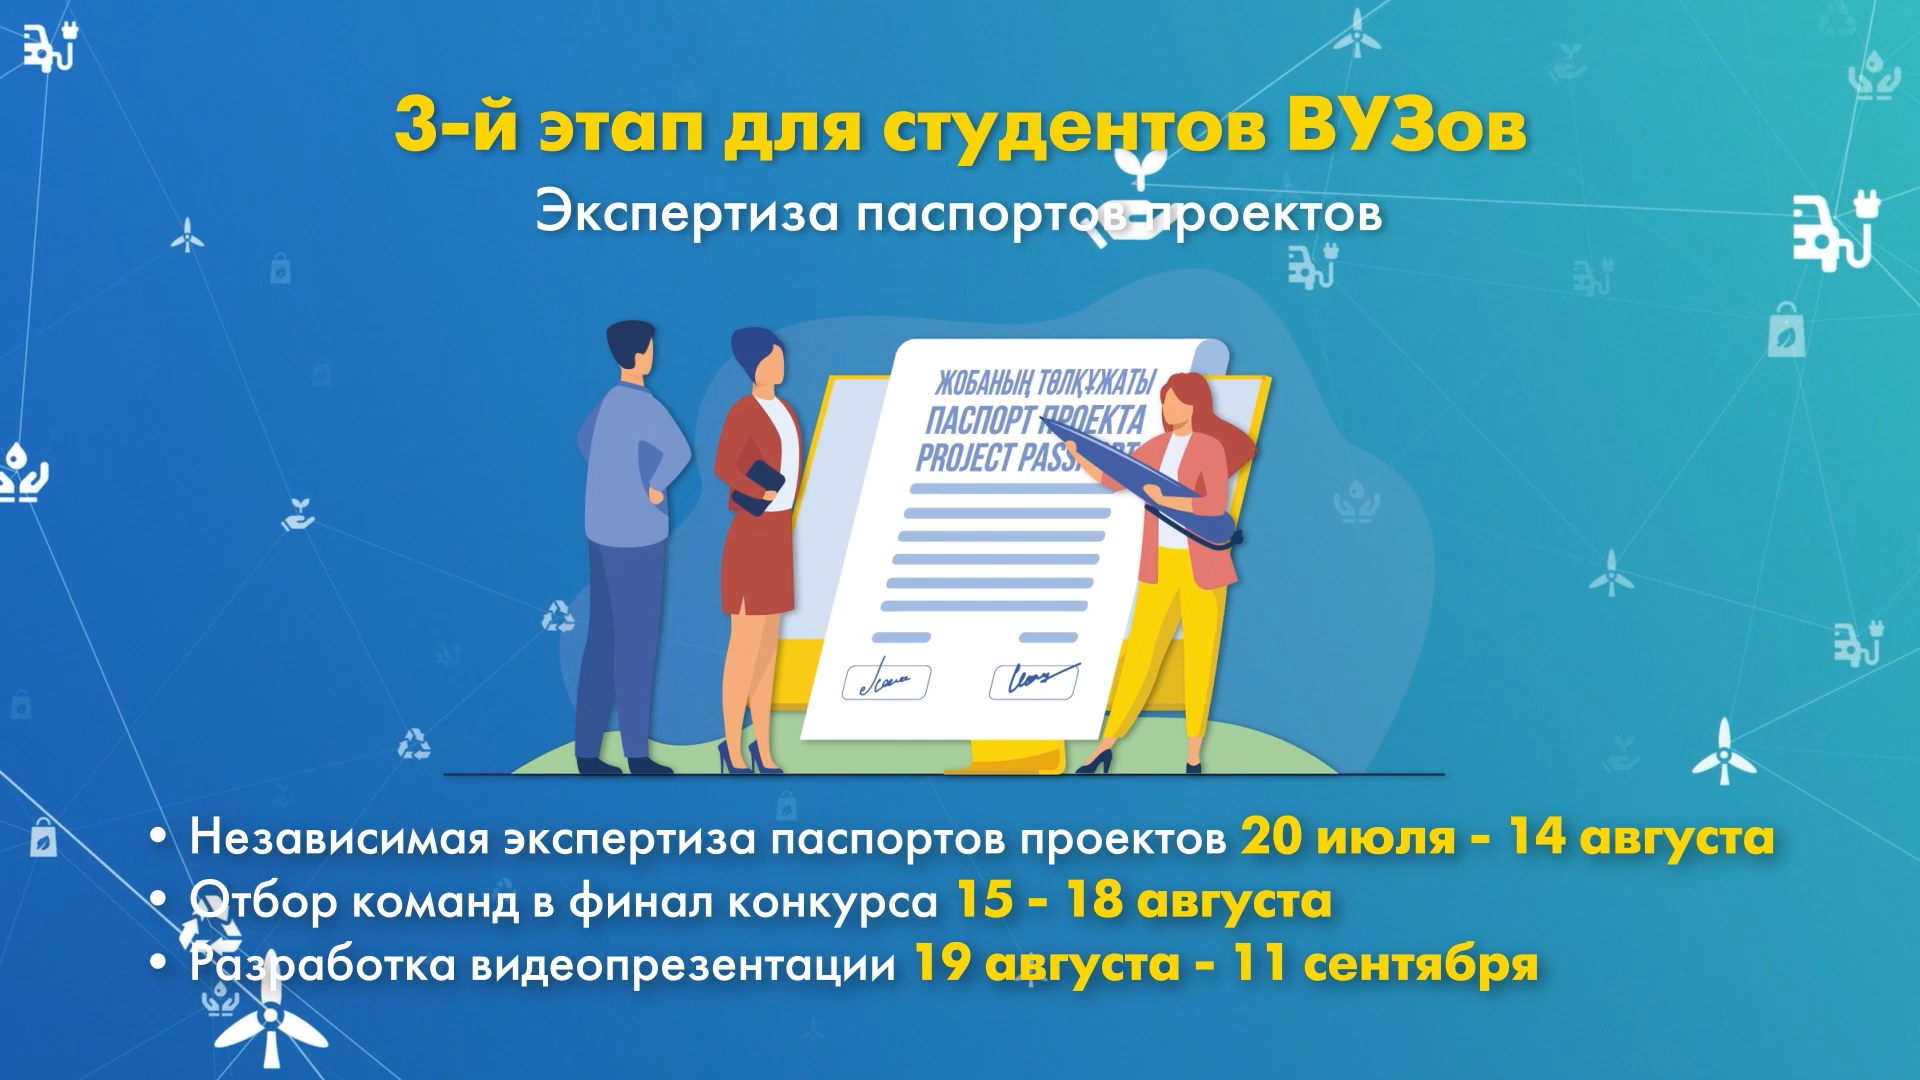 3-й этап для студентов ВУЗов
Экспертиза паспортов проектов
ЖОБАНЫҢ ТӨЛҚҰЖАТЫ
ПАСПОРТ ПРОЕКТА
PROJECT PASSPORT
• Независимая экспертиза паспортов проектов 20 июля - 14 августа
• Отбор команд в финал конкурса 15 - 18 августа
• Разработка видеопрезентации 19 августа - 11 сентября